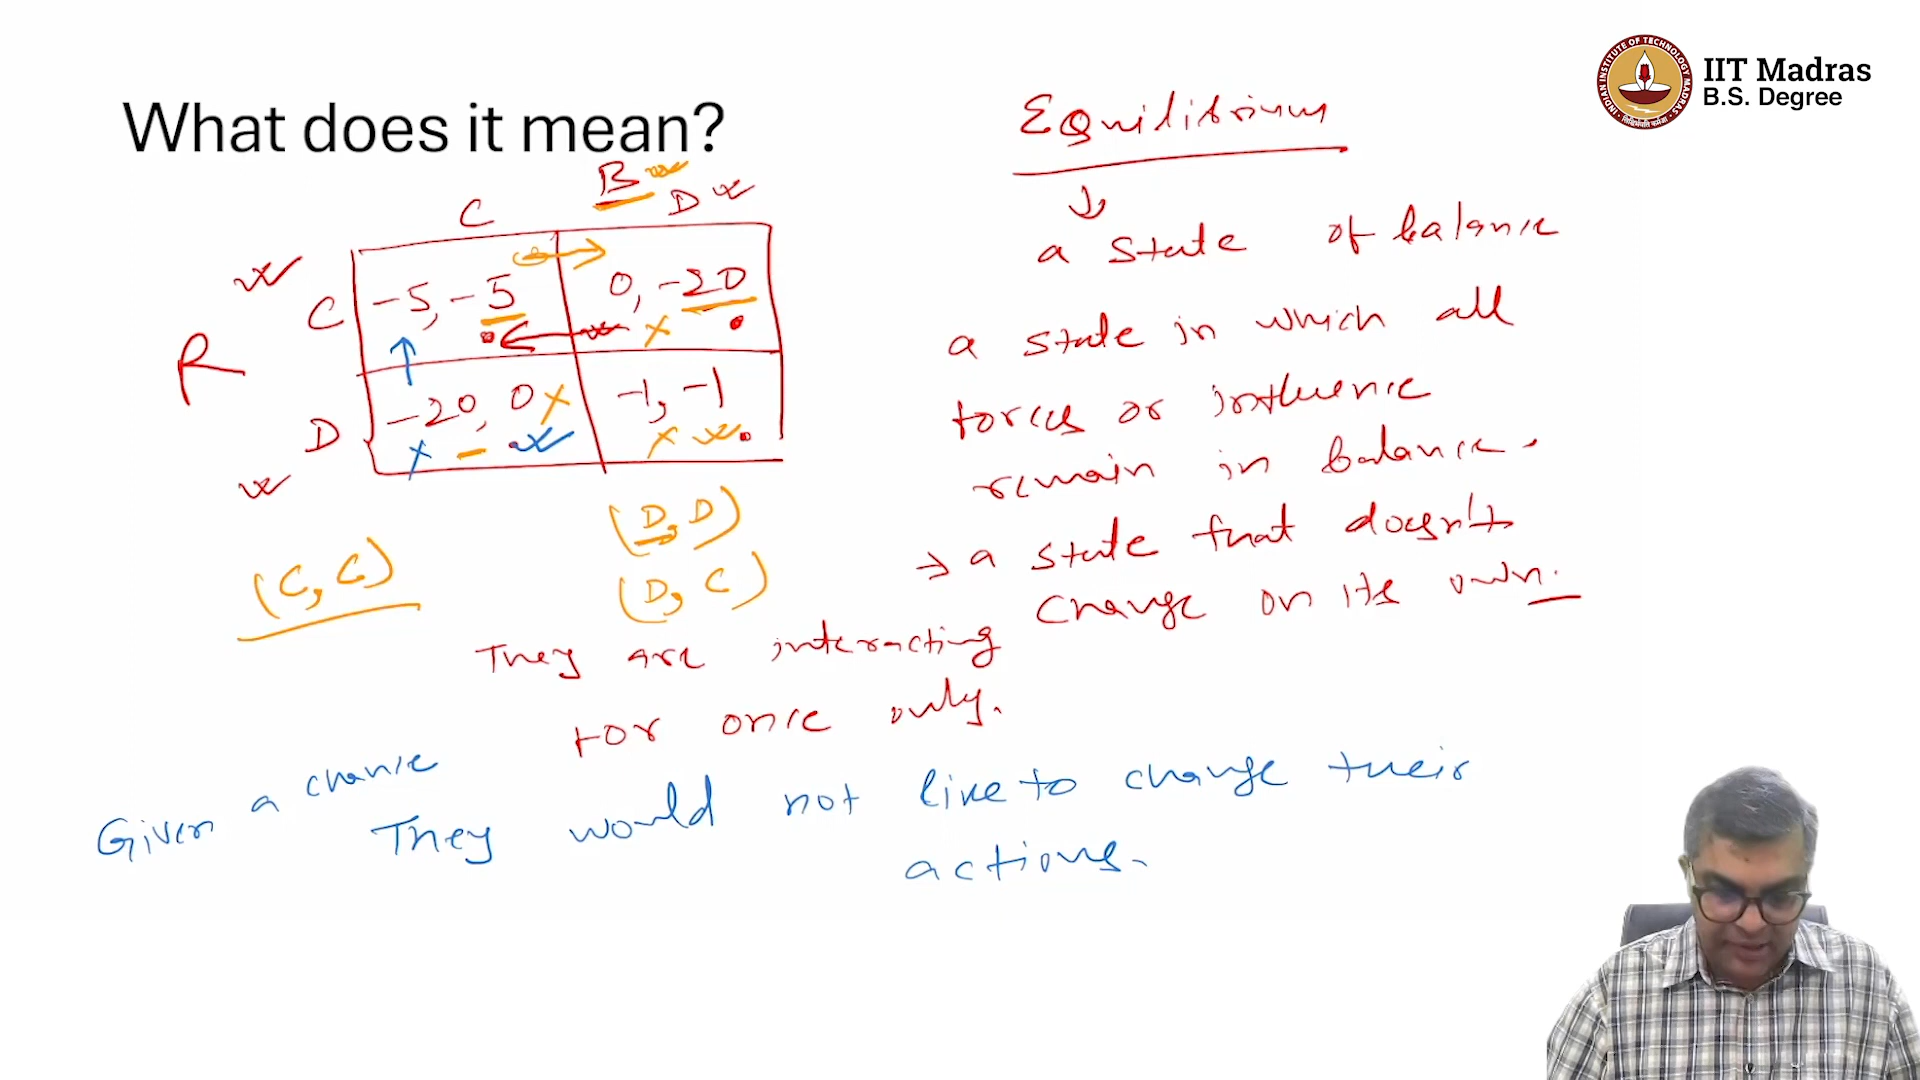 IIT Madras
B.S. Degree
What does it mean?
Equilibrium
a state of balance
a state in which all
forces or influence
remain in balance.
→ a state that doesn't
change on its own.
B
C D
R
C -5, -5 0, -20
D -20, 0 -1, -1
(D, D)
(C, C)
(D, C)
They are interacting
for once only.
Given a chance
They would not like to change their
actions.